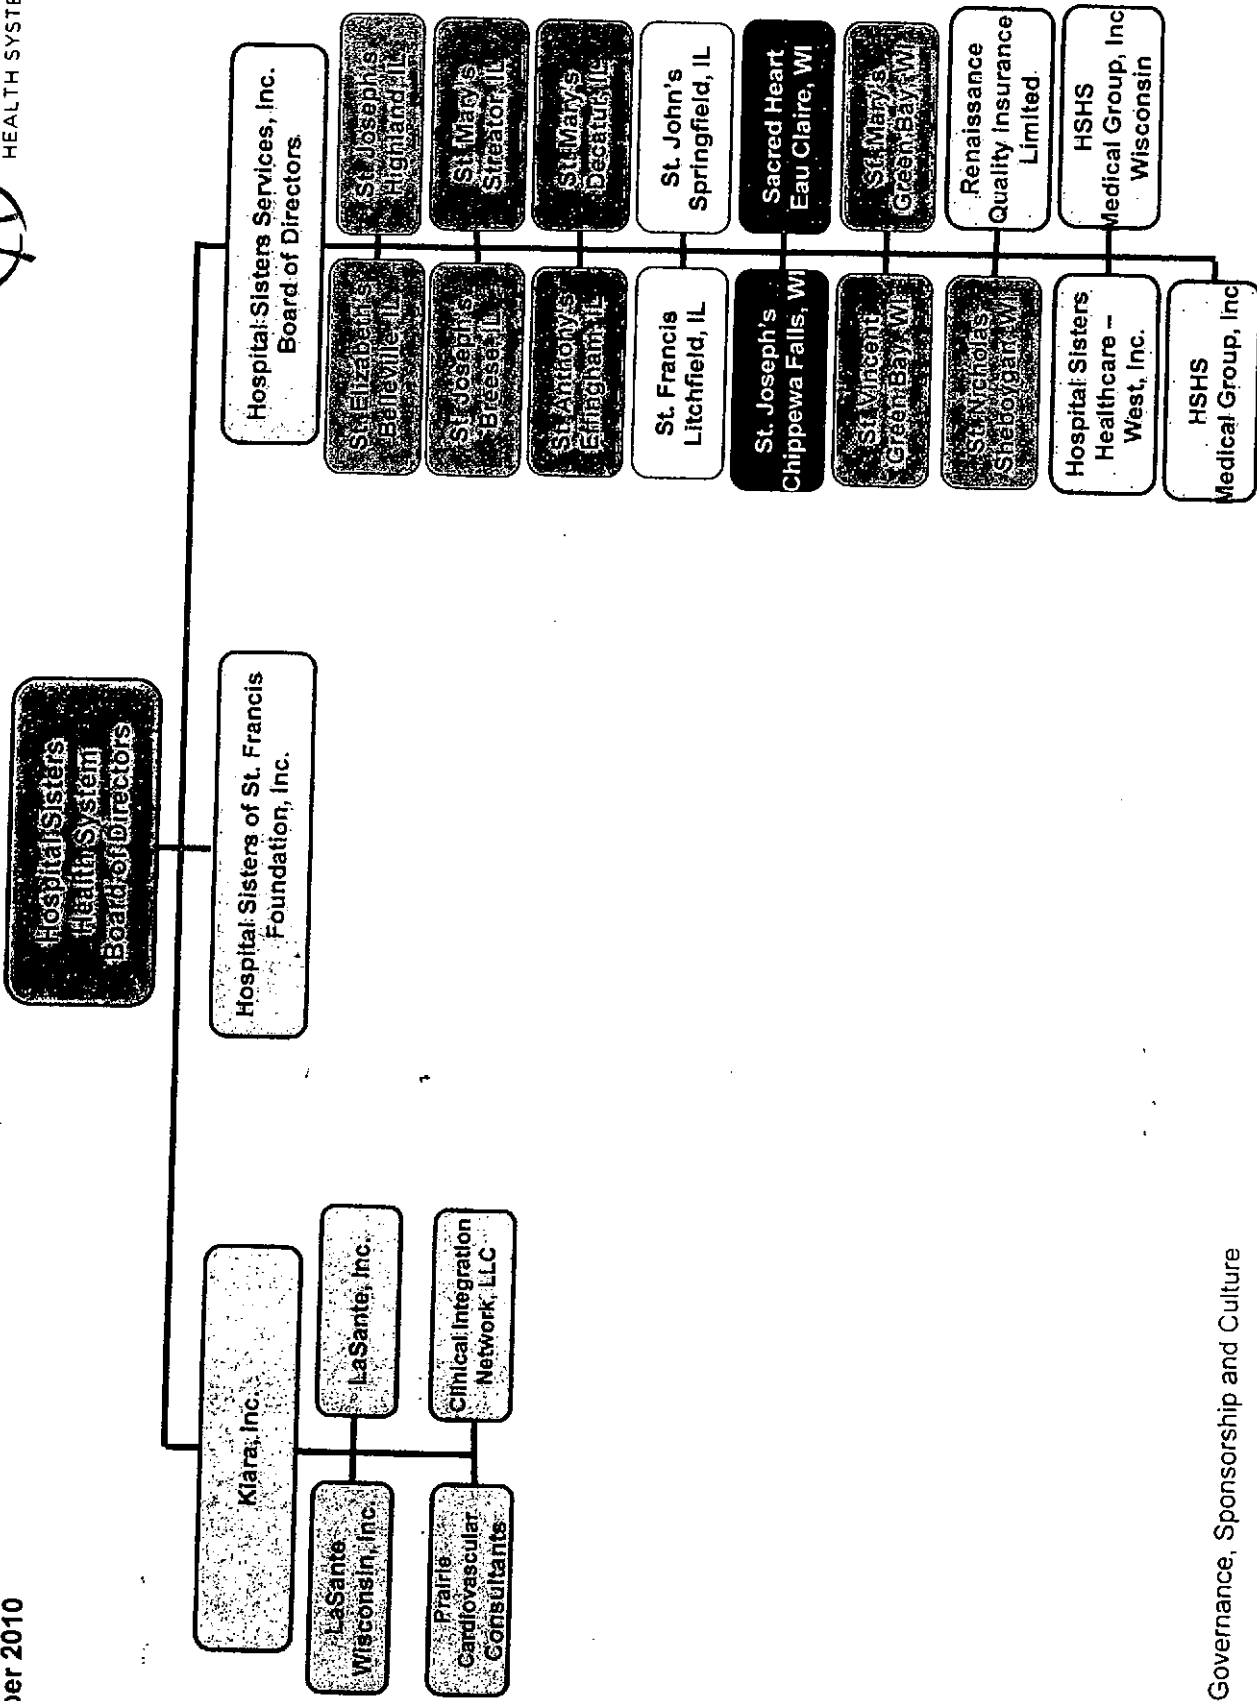 ber 2010
HEALTH SYSTE
Hospital Sisters
Health System
Board of Directors
Kiara, Inc.
Hospital Sisters of St. Francis
Foundation, Inc.
Hospital Sisters Services, Inc.
Board of Directors
LaSante
Wisconsin, Inc.
LaSante, Inc.
Prairie
Cardiovascular
Consultants
Clinical Integration
Network, LLC
St. Elizabeth's
Belleville, IL
St. Joseph's
Highland, IL
St. Joseph's
Breese, IL
St. Mary's
Streator, IL
St. Anthony's
Effingham, IL
St. Mary's
Decatur, IL
St. Francis
Litchfield, IL
St. John's
Springfield, IL
St. Joseph's
Chippewa Falls, WI
Sacred Heart
Eau Claire, WI
St. Vincent
Green Bay, WI
St. Mary's
Green Bay, WI
St. Nicholas
Sheboygan, WI
Renaissance
Quality Insurance
Limited
Hospital Sisters
Healthcare –
West, Inc.
HSHS
Medical Group, Inc
Wisconsin
HSHS
Medical Group, Inc
Governance, Sponsorship and Culture